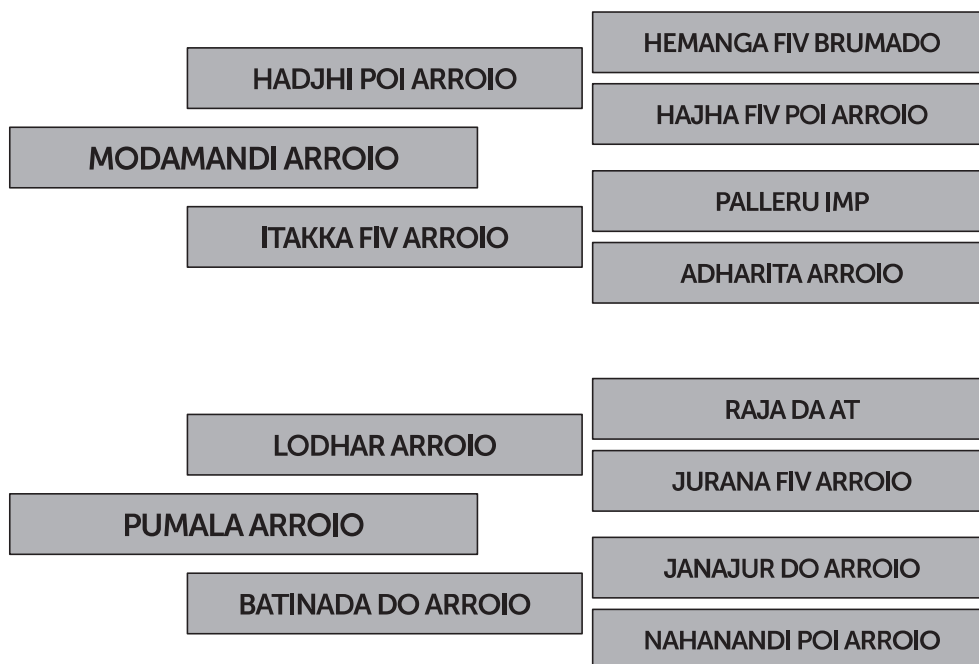 HEMANGA FIV BRUMADO
HADJHI POI ARROIO
HAJHA FIV POI ARROIO
MODAMANDI ARROIO
PALLERU IMP
ITAKKA FIV ARROIO
ADHARITA ARROIO
RAJA DA AT
LODHAR ARROIO
JURANA FIV ARROIO
PUMALA ARROIO
JANAJUR DO ARROIO
BATINADA DO ARROIO
NAHANANDI POI ARROIO